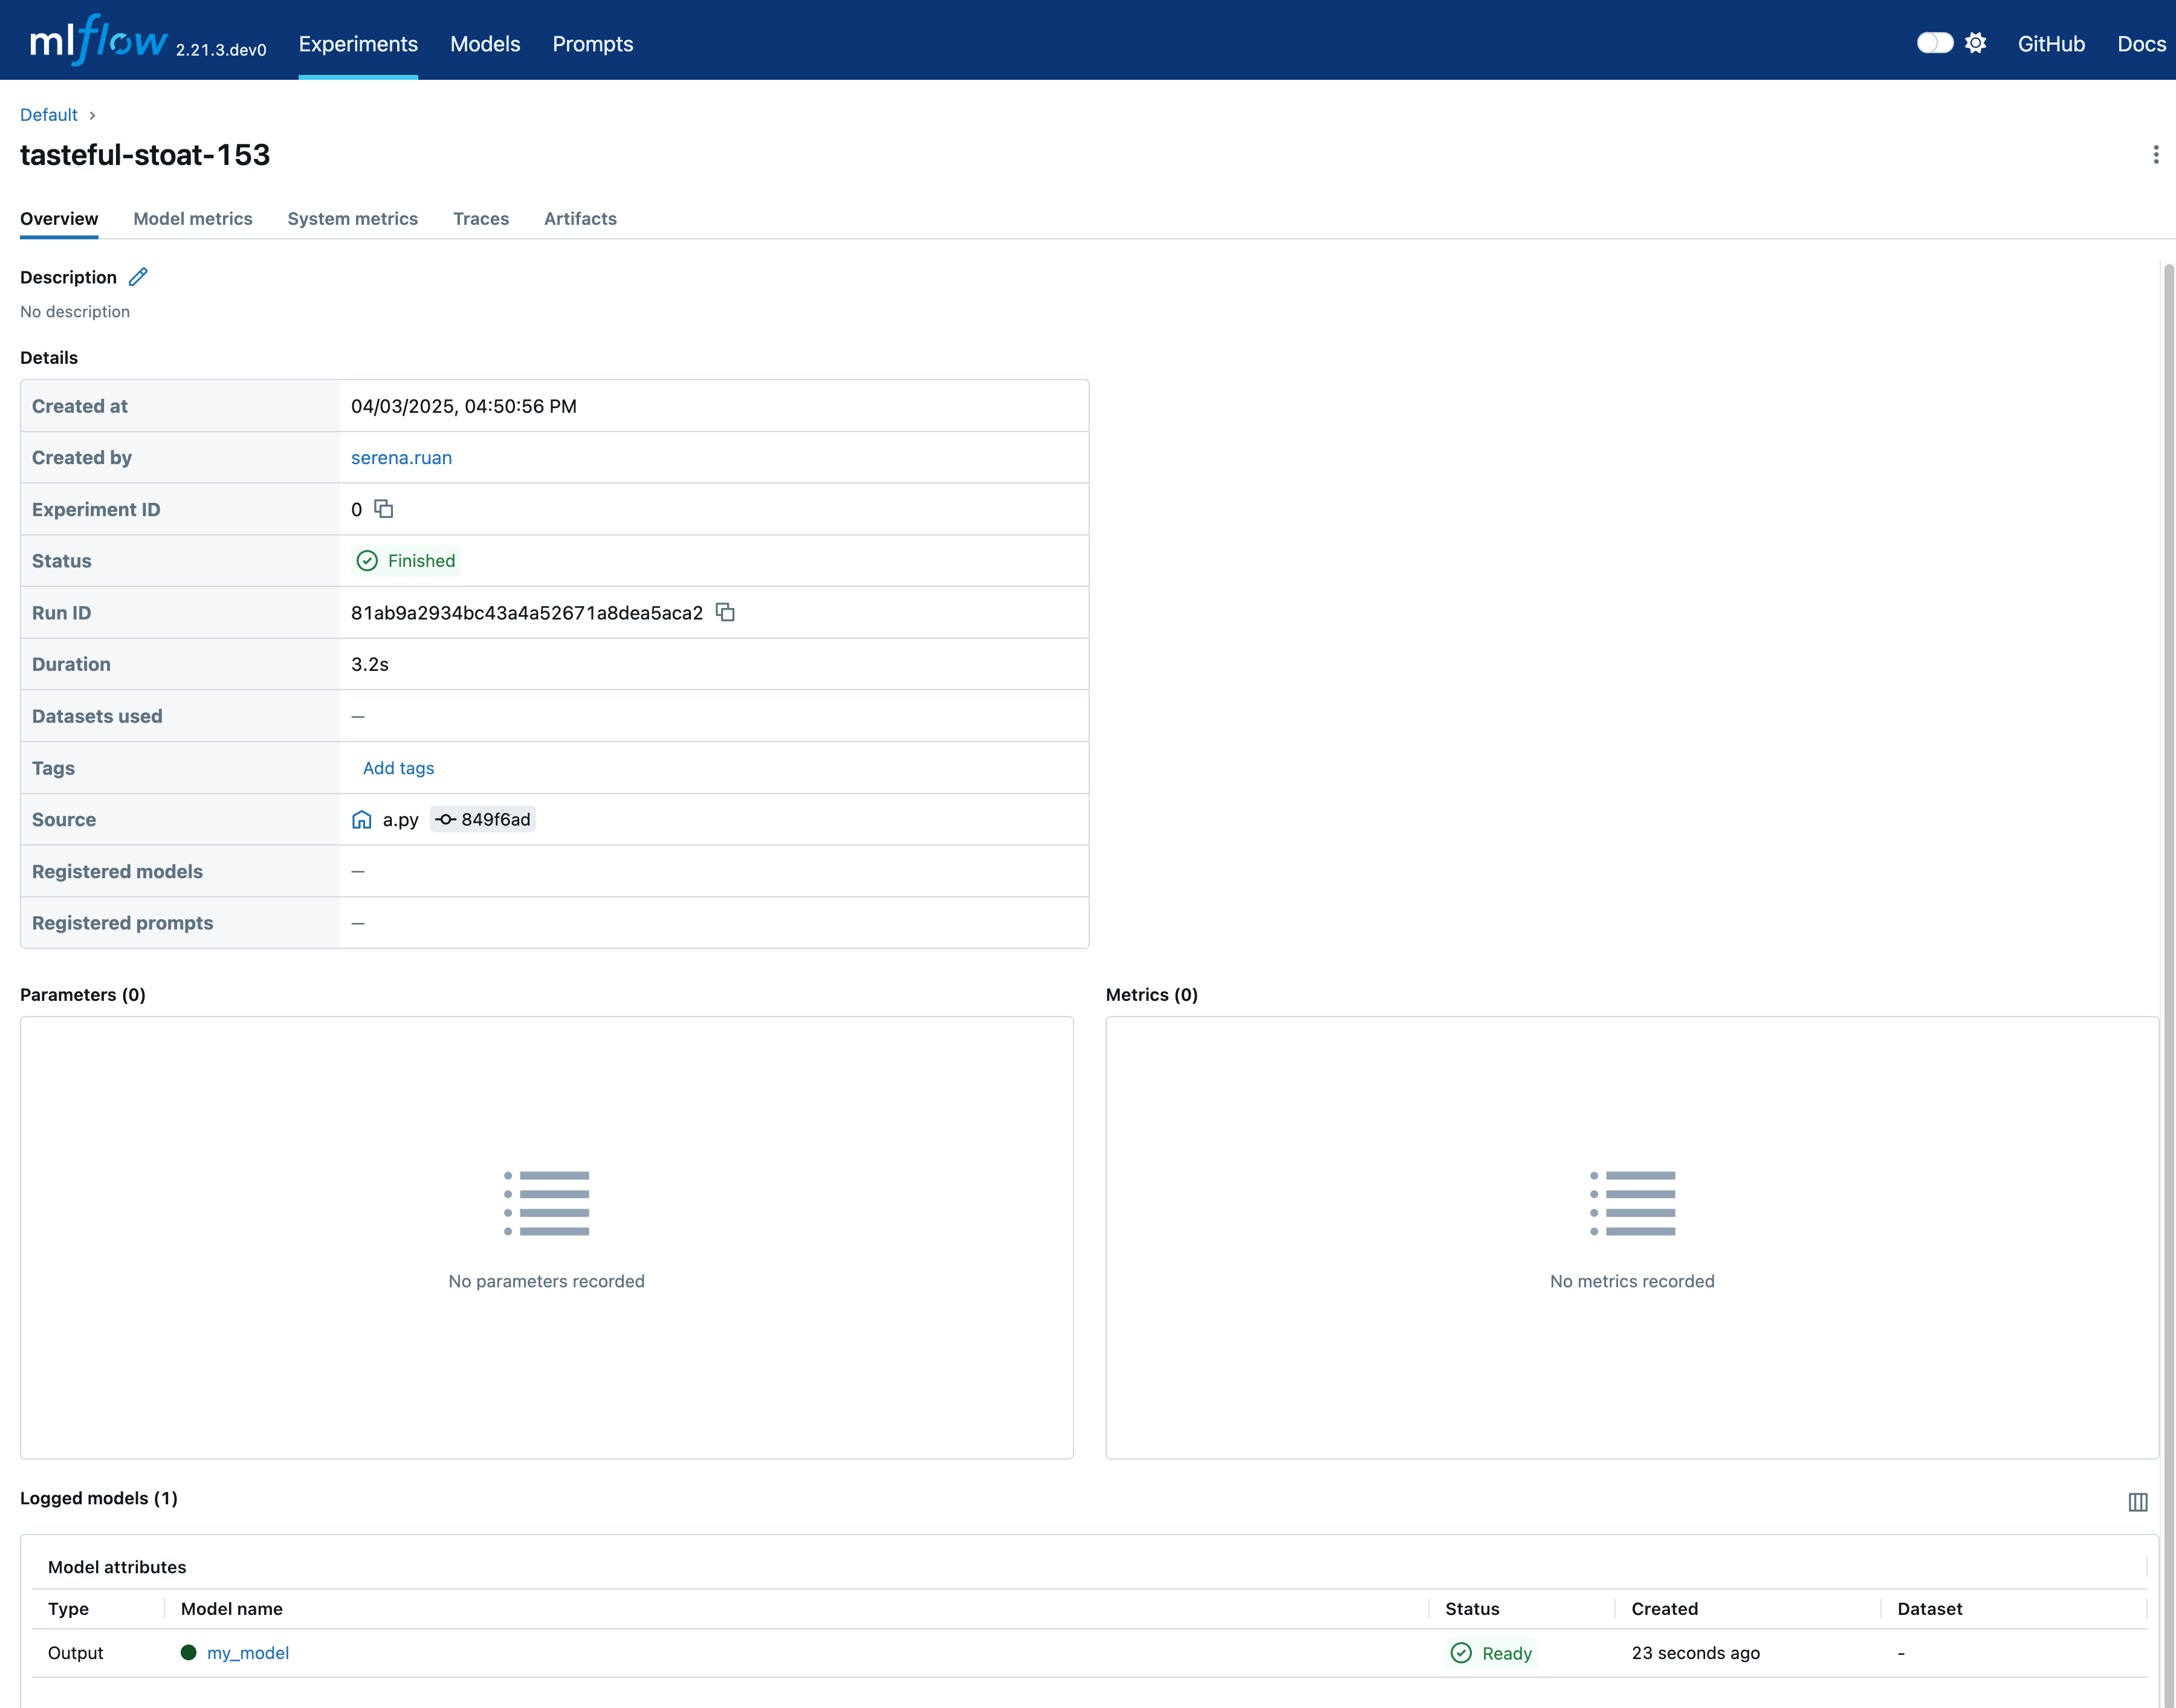 mlflow 2.21.3.dev0 Experiments Models Prompts GitHub Docs
Default
tasteful-stoat-153
Overview Model metrics System metrics Traces Artifacts
Description
No description
Details
Created at 04/03/2025, 04:50:56 PM
Created by serena.ruan
Experiment ID 0
Status Finished
Run ID 81ab9a2934bc43a4a52671a8dea5aca2
Duration 3.2s
Datasets used —
Tags Add tags
Source a.py 849f6ad
Registered models —
Registered prompts —
Parameters (0) Metrics (0)
No parameters recorded No metrics recorded
Logged models (1)
Model attributes
Type Model name Status Created Dataset
Output my_model Ready 23 seconds ago -